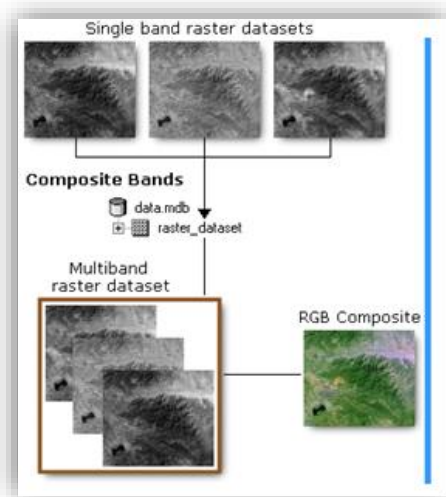 Single band raster datasets
Composite Bands
data.mdb
raster_dataset
Multiband
raster dataset
RGB Composite